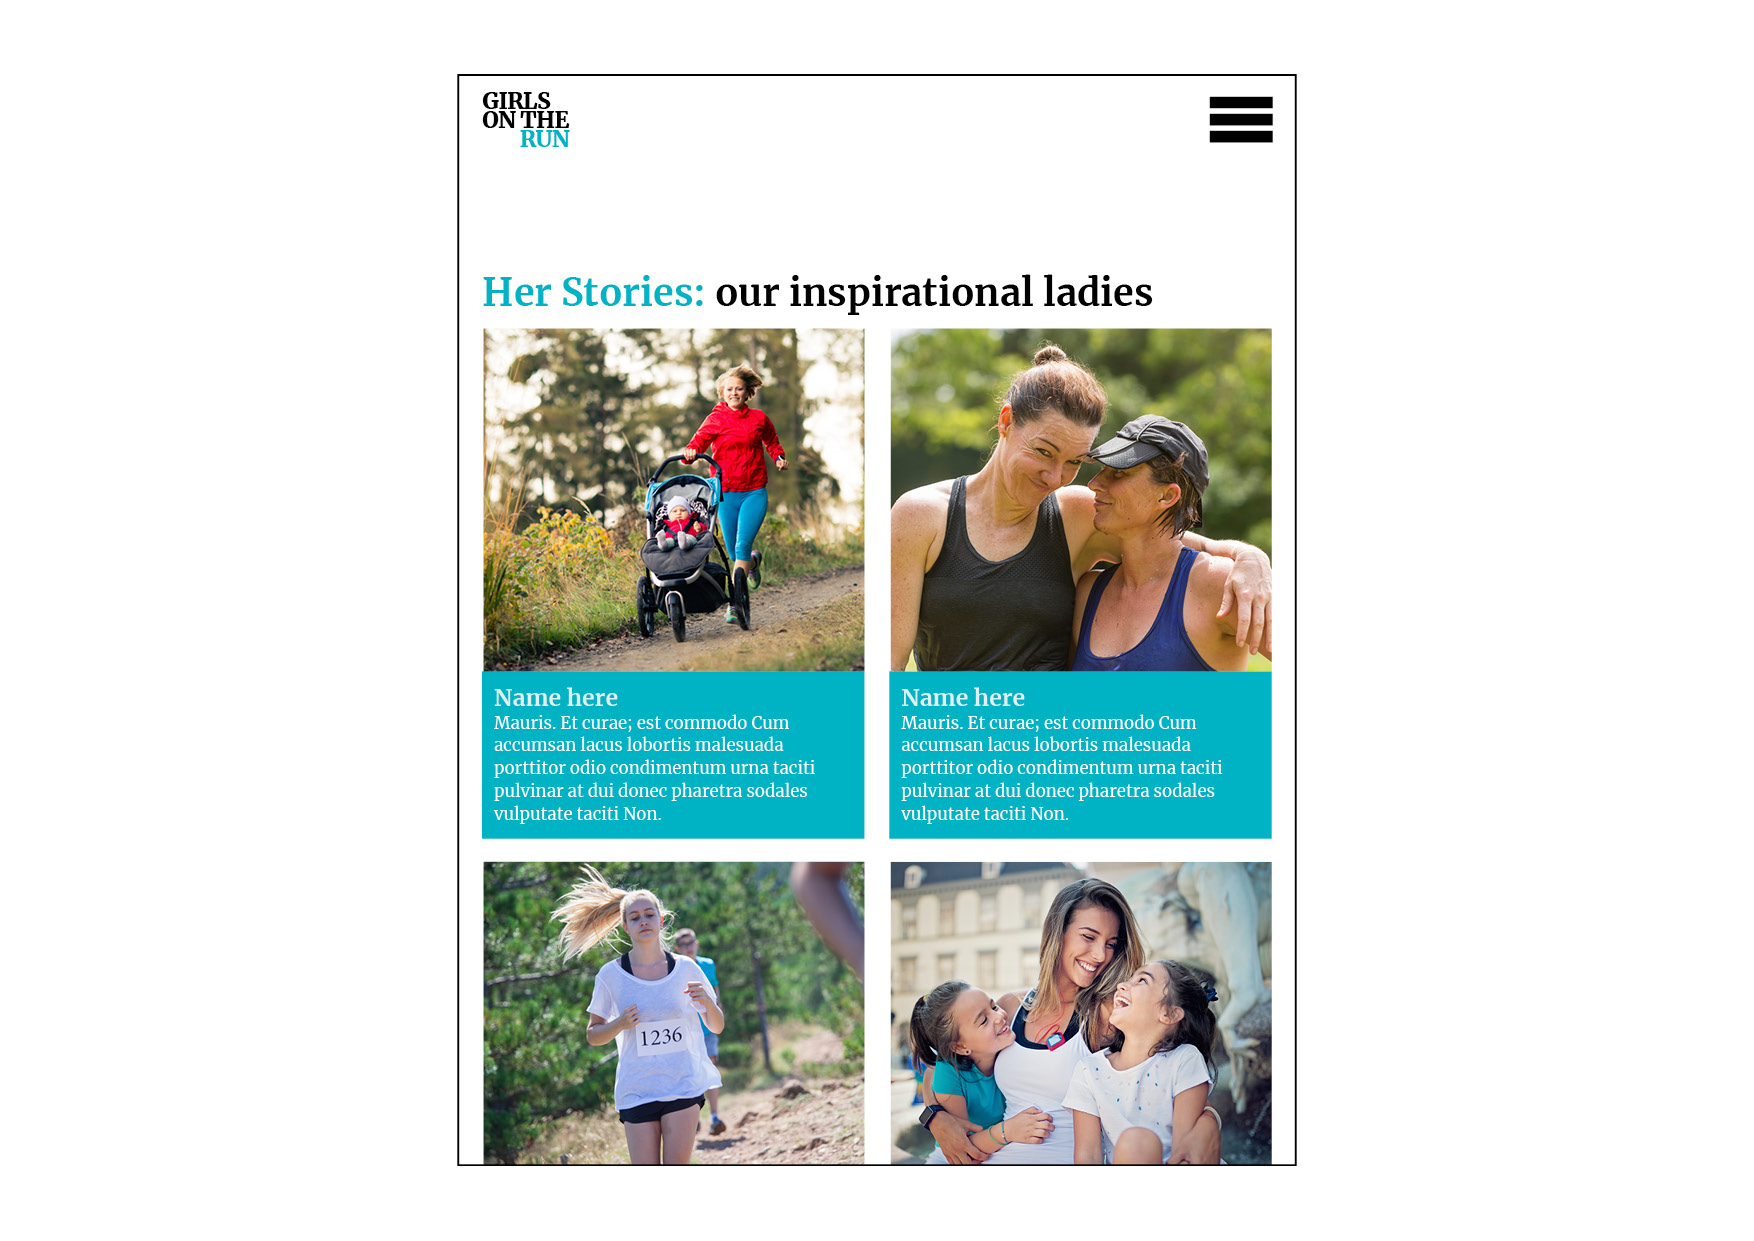 GIRLS
ON THE
RUN
Her Stories: our inspirational ladies
Name here
Mauris. Et curae; est commodo Cum
accumsan lacus lobortis malesuada
porttitor odio condimentum urna taciti
pulvinar at dui donec pharetra sodales
vulputate taciti Non.
Name here
Mauris. Et curae; est commodo Cum
accumsan lacus lobortis malesuada
porttitor odio condimentum urna taciti
pulvinar at dui donec pharetra sodales
vulputate taciti Non.
1236